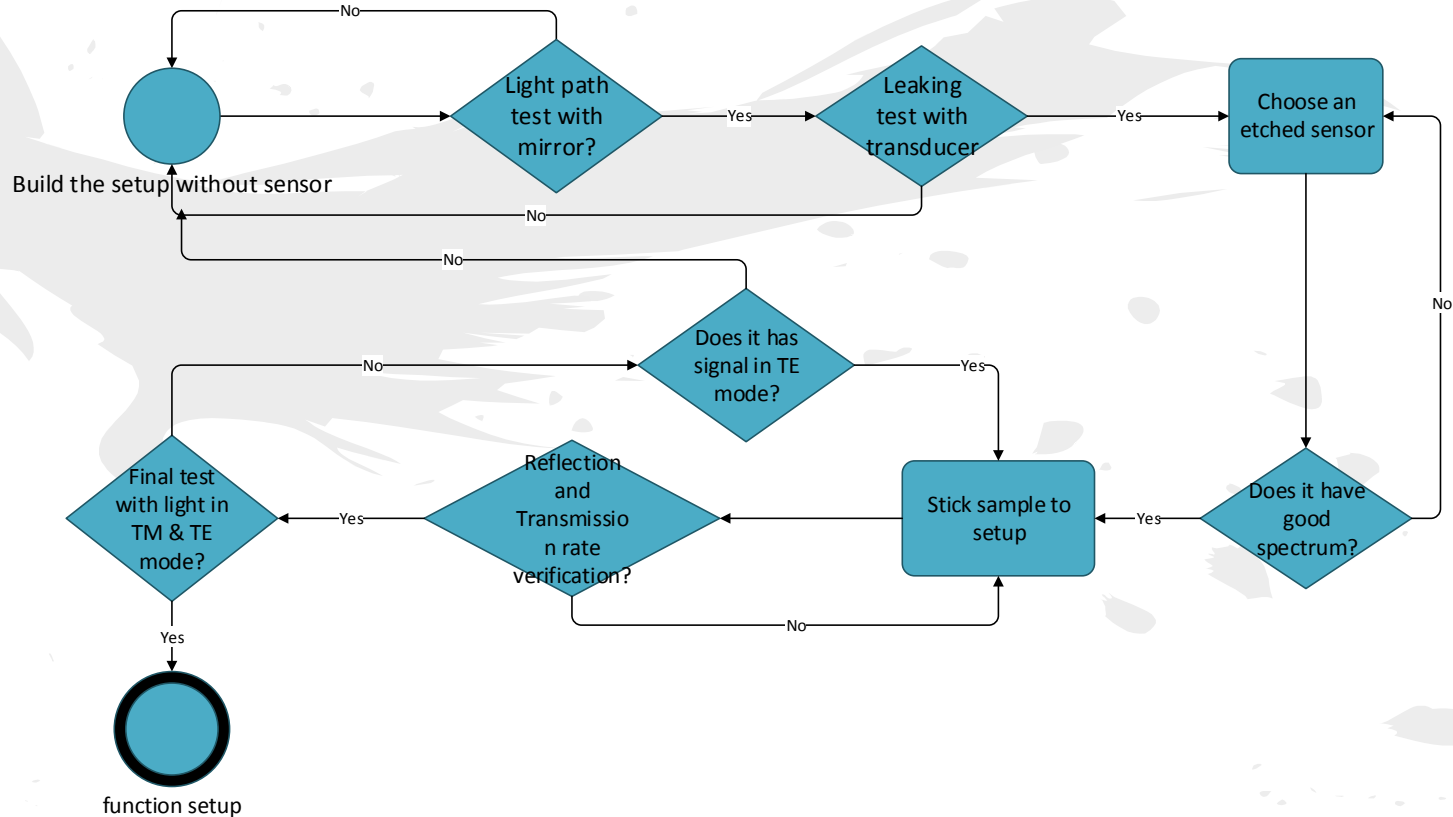 No
Light path
test with
mirror?
Yes
Leaking
test with
transducer
Yes
Choose an
etched sensor
Build the setup without sensor
No
No
No
Does it has
signal in TE
mode?
No
Yes
Final test
with light in
TM & TE
mode?
Yes
Reflection
and
Transmissio
n rate
verification?
Stick sample to
setup
Yes
Does it have
good
spectrum?
No
Yes
function setup